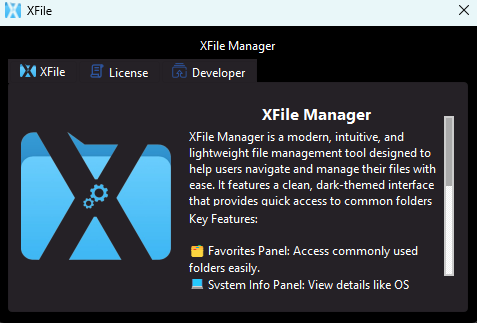 XFile
XFile Manager
XFile
License
Developer
XFile Manager
XFile Manager is a modern, intuitive, and
lightweight file management tool designed to
help users navigate and manage their files with
ease. It features a clean, dark-themed interface
that provides quick access to common folders
Key Features:
Favorites Panel: Access commonly used
folders easily.
System Info Panel: View details like OS